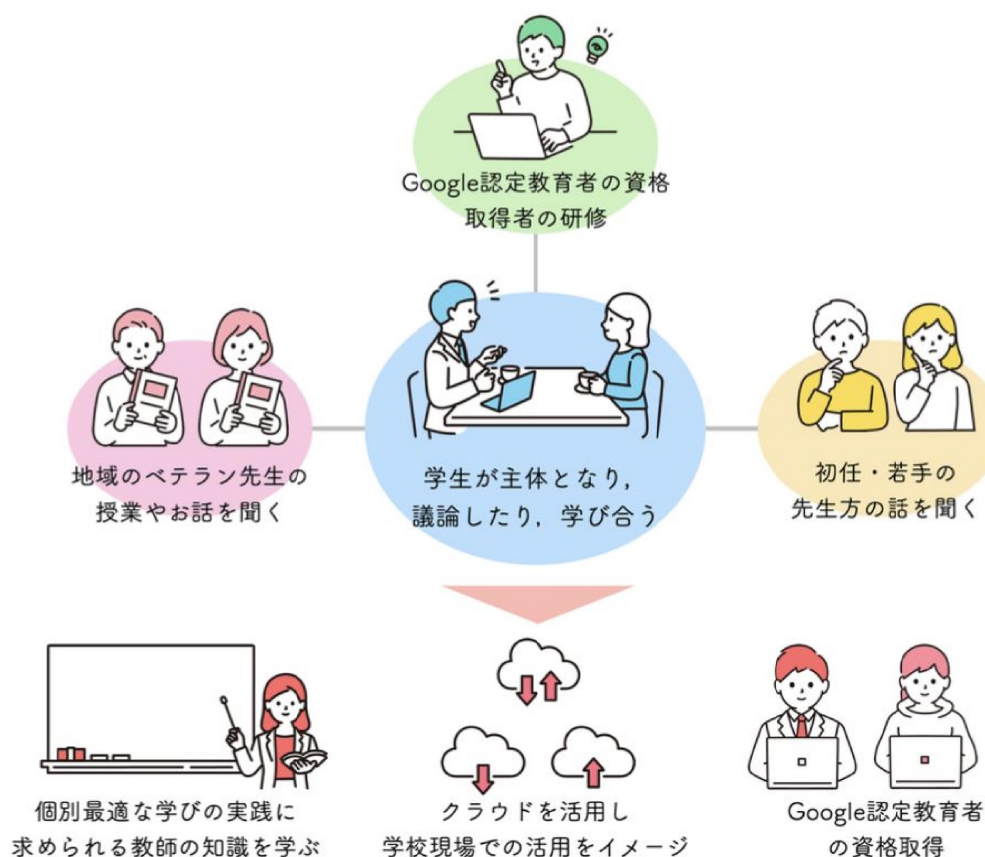 Google認定教育者の資格
取得者の研修
地域のベテラン先生の
授業やお話を聞く
学生が主体となり，
議論したり，学び合う
初任・若手の
先生方の話を聞く
個別最適な学びの実践に
求められる教師の知識を学ぶ
クラウドを活用し
学校現場での活用をイメージ
Google認定教育者
の資格取得